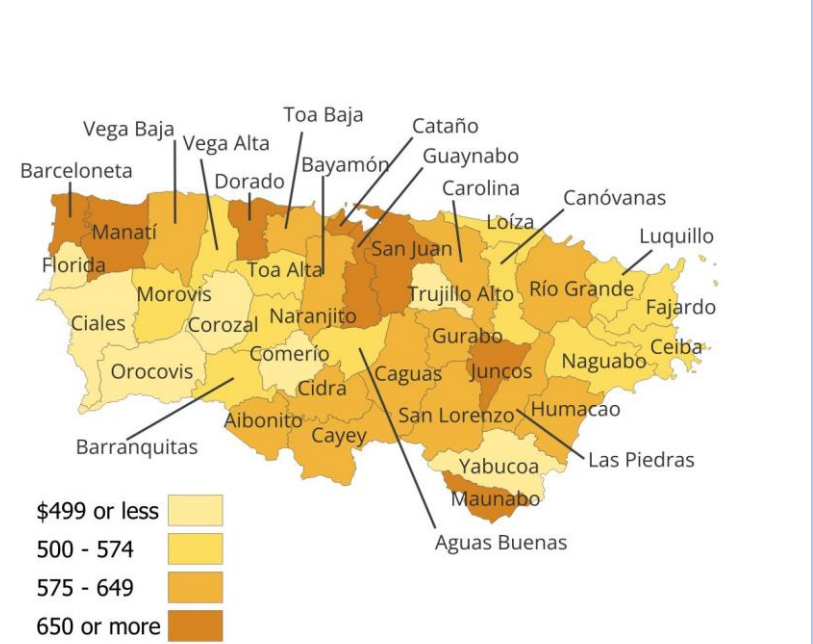 Toa Baja
Vega Baja
Vega Alta
Cataño
Barceloneta
Bayamón
Guaynabo
Dorado
Carolina
Canóvanas
Manatí
San Juan
Loíza
Luquillo
Florida
Toa Alta
Morovis
Trujillo Alto
Río Grande
Ciales
Corozal
Naranjito
Fajardo
Gurabo
Ceiba
Comerío
Naguabo
Orocovis
Cidra
Caguas
Juncos
Aibonito
San Lorenzo
Humacao
Barranquitas
Cayey
Yabucoa
Las Piedras
Maunabo
Aguas Buenas
$499 or less
500 - 574
575 - 649
650 or more